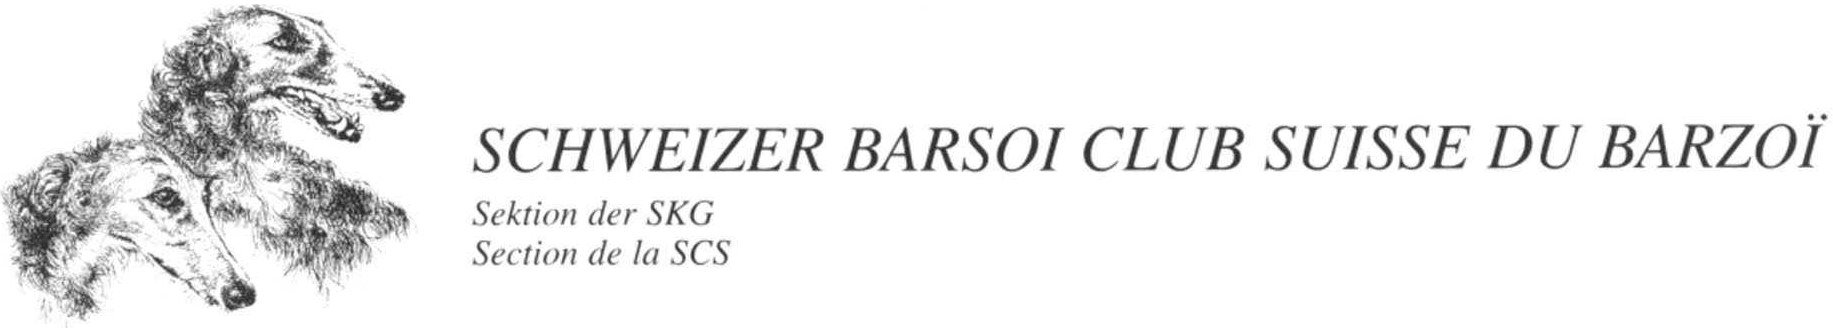 SCHWEIZER BARSOI CLUB SUISSE DU BARZOÏ
Sektion der SKG
Section de la SCS